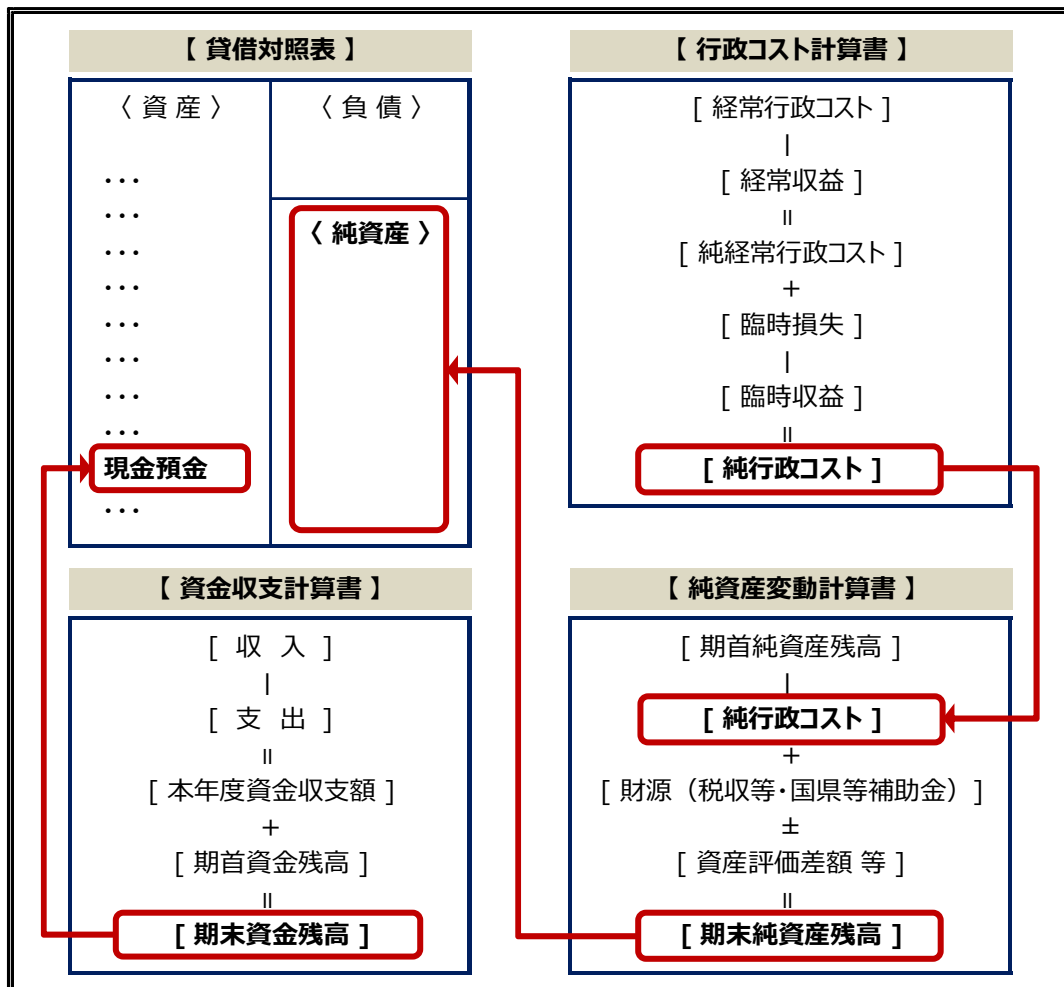 【 貸借対照表 】
〈 資 産 〉
〈 負 債 〉
・・・
・・・
・・・
・・・
・・・
・・・
・・・
・・・
現金預金
・・・
〈 純資産 〉
【 行政コスト計算書 】
[ 経常行政コスト ]
|
[ 経常収益 ]
॥
[ 純経常行政コスト ]
＋
[ 臨時損失 ]
|
[ 臨時収益 ]
॥
[ 純行政コスト ]
【 資金収支計算書 】
[ 収 入 ]
|
[ 支 出 ]
॥
[ 本年度資金収支額 ]
＋
[ 期首資金残高 ]
॥
[ 期末資金残高 ]
【 純資産変動計算書 】
[ 期首純資産残高 ]
|
[ 純行政コスト ]
＋
[ 財源（税収等・国県等補助金）]
±
[ 資産評価差額 等 ]
॥
[ 期末純資産残高 ]